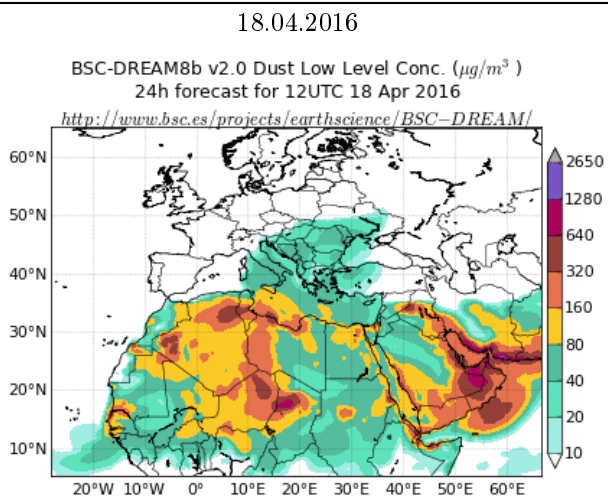 18.04.2016
BSC-DREAM8b v2.0 Dust Low Level Conc. (μg/m³ )
24h forecast for 12UTC 18 Apr 2016
http://www.bsc.es/projects/earthscience/BSC−DREAM/
60°N
50°N
40°N
30°N
20°N
10°N
20°W 10°W 0° 10°E 20°E 30°E 40°E 50°E 60°E
2650
1280
640
320
160
80
40
20
10